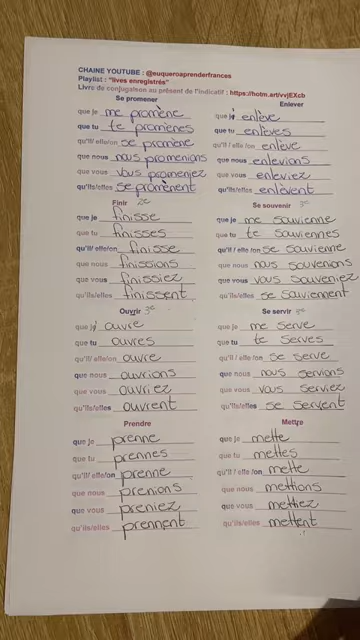 CHAINE YOUTUBE : @euqueroaprenderfrances
Playlist : "lives enregistrés"
Livre de conjugaison au présent de l'indicatif : https://hotm.art/vvjEXcb
Se promener
que je me promène
que tu te promènes
qu'il/ elle/on se promène
que nous nous promenions
que vous vous promeniez
qu'ils/elles se promènent
Enlever
que j' enlève
que tu enlèves
qu'il / elle /on enlève
que nous enlevions
que vous enleviez
qu'ils/elles enlèvent
Finir 2e
que je finisse
que tu finisses
qu'il/ elle/on finisse
que nous finissions
que vous finissiez
qu'ils/elles finissent
Se souvenir 3e
que je me souvienne
que tu te souviennes
qu'il / elle /on se souvienne
que nous nous souvenions
que vous vous souveniez
qu'ils/elles se souviennent
Ouvrir 3e
que j' ouvre
que tu ouvres
qu'il/ elle/on ouvre
que nous ouvrions
que vous ouvriez
qu'ils/elles ouvrent
Se servir
que je me serve
que tu te serves
qu'il / elle /on se serve
que nous nous servions
que vous vous serviez
qu'ils/elles se servent
Prendre
que je prenne
que tu prennes
qu'il/ elle/on prenne
que nous prenions
que vous preniez
qu'ils/elles prennent
Mettre
que je mette
que tu mettes
qu'il / elle /on mette
que nous mettions
que vous mettiez
qu'ils/elles mettent